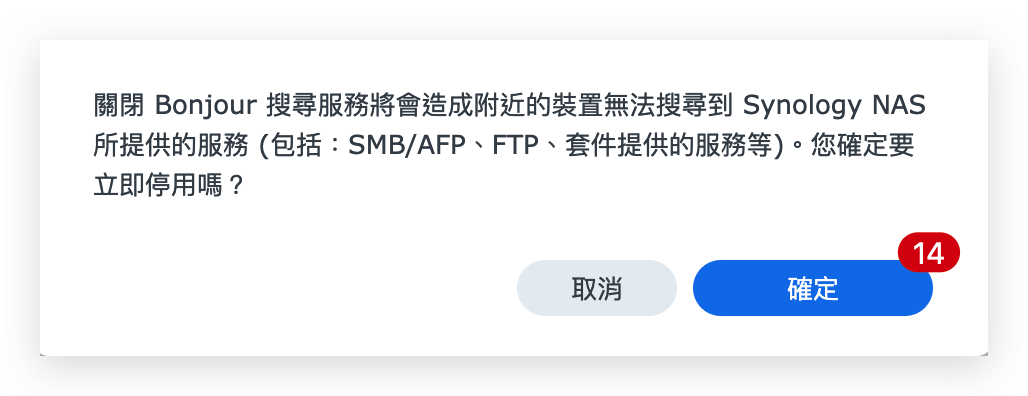 關閉 Bonjour 搜尋服務將會造成附近的裝置無法搜尋到 Synology NAS
所提供的服務 (包括：SMB/AFP、FTP、套件提供的服務等)。您確定要
立即停用嗎？
14
取消
確定